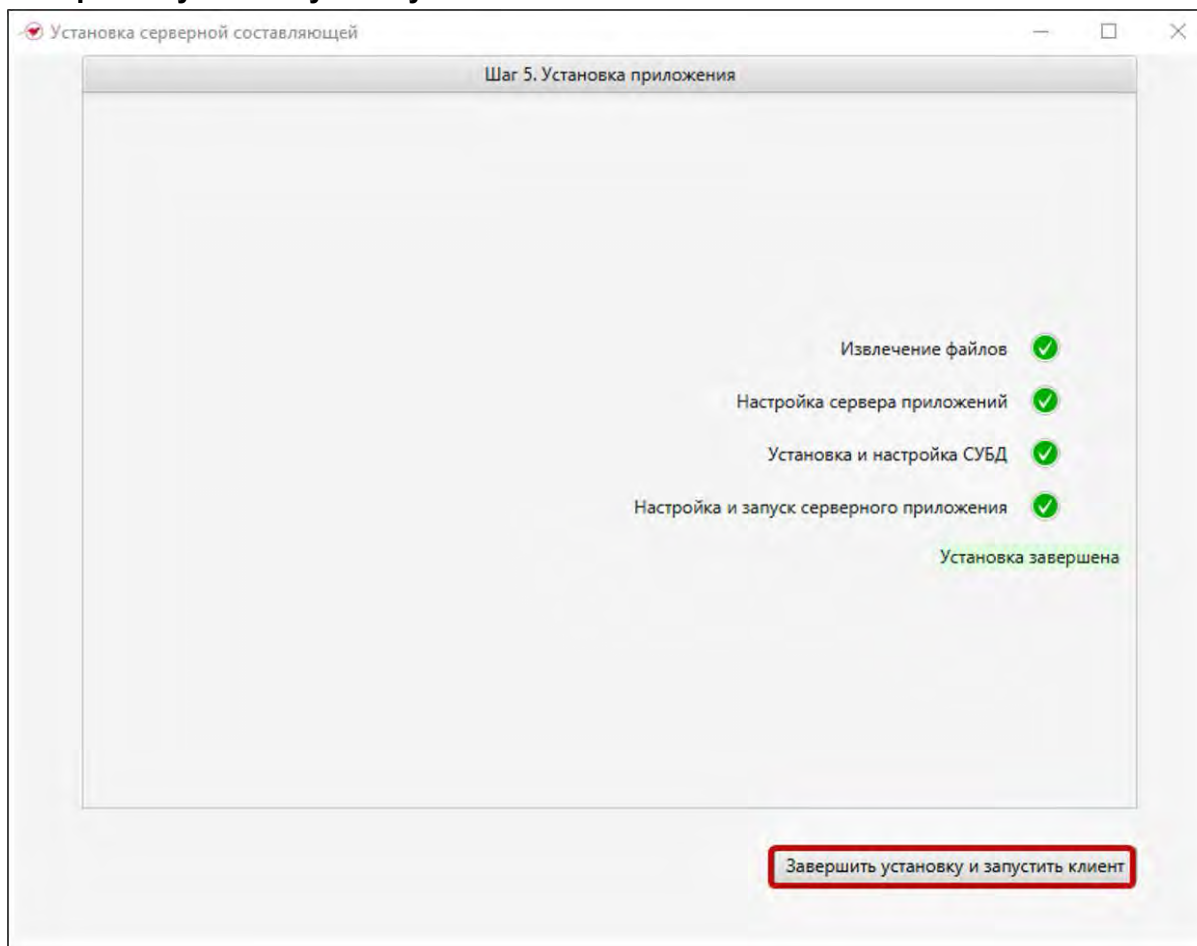 Установка серверной составляющей
Шаг 5. Установка приложения
Извлечение файлов
Настройка сервера приложений
Установка и настройка СУБД
Настройка и запуск серверного приложения
Установка завершена
Завершить установку и запустить клиент